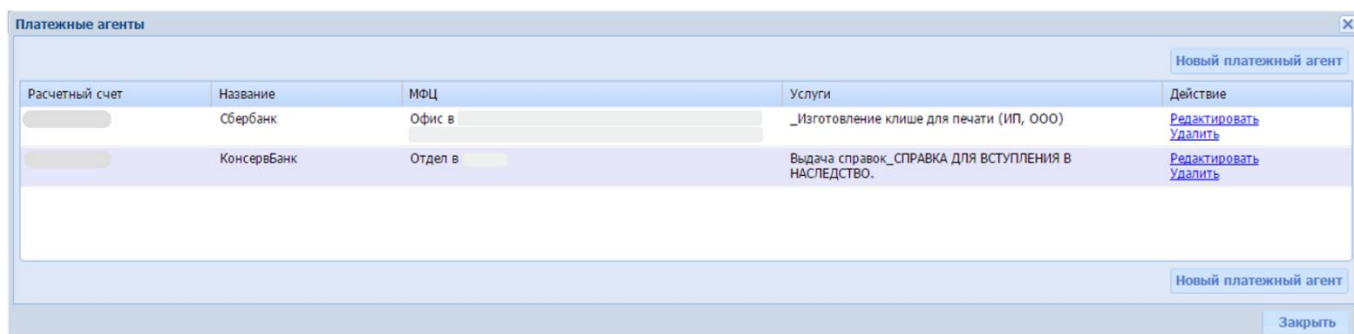 Платежные агенты
Новый платежный агент
Расчетный счет Название МФЦ Услуги Действие
Сбербанк Офис в _Изготовление клише для печати (ИП, ООО) Редактировать
Удалить
КонсервБанк Отдел в Выдача справок_СПРАВКА ДЛЯ ВСТУПЛЕНИЯ В Редактировать
НАСЛЕДСТВО. Удалить
Новый платежный агент
Закрыть